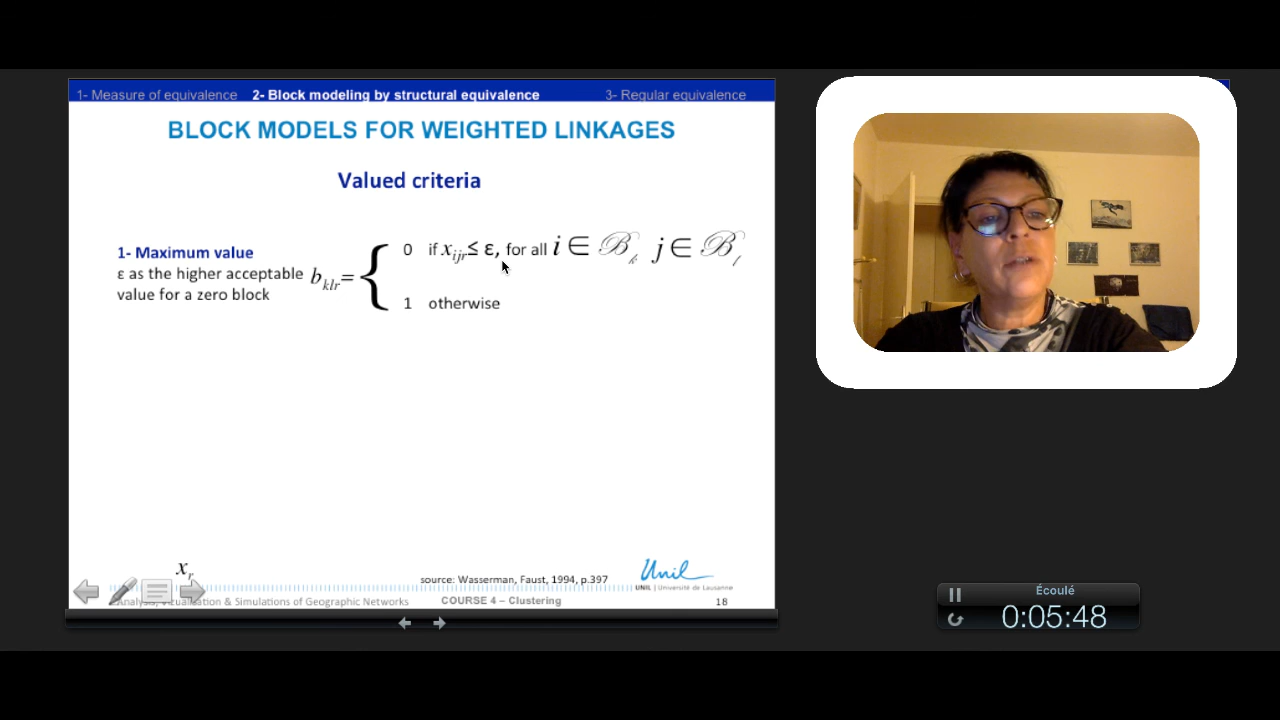 1- Measure of equivalence 2- Block modeling by structural equivalence 3- Regular equivalence
BLOCK MODELS FOR WEIGHTED LINKAGES
Valued criteria
1- Maximum value
ε as the higher acceptable
value for a zero block
b_klr = { 0 if x_ijr ≤ ε, for all i ∈ ℬ_k j ∈ ℬ_l
1 otherwise
x_r
source: Wasserman, Faust, 1994, p.397
Unil
UNIL | Université de Lausanne
& Simulations of Geographic Networks COURSE 4 – Clustering 18
Écoulé
0:05:48